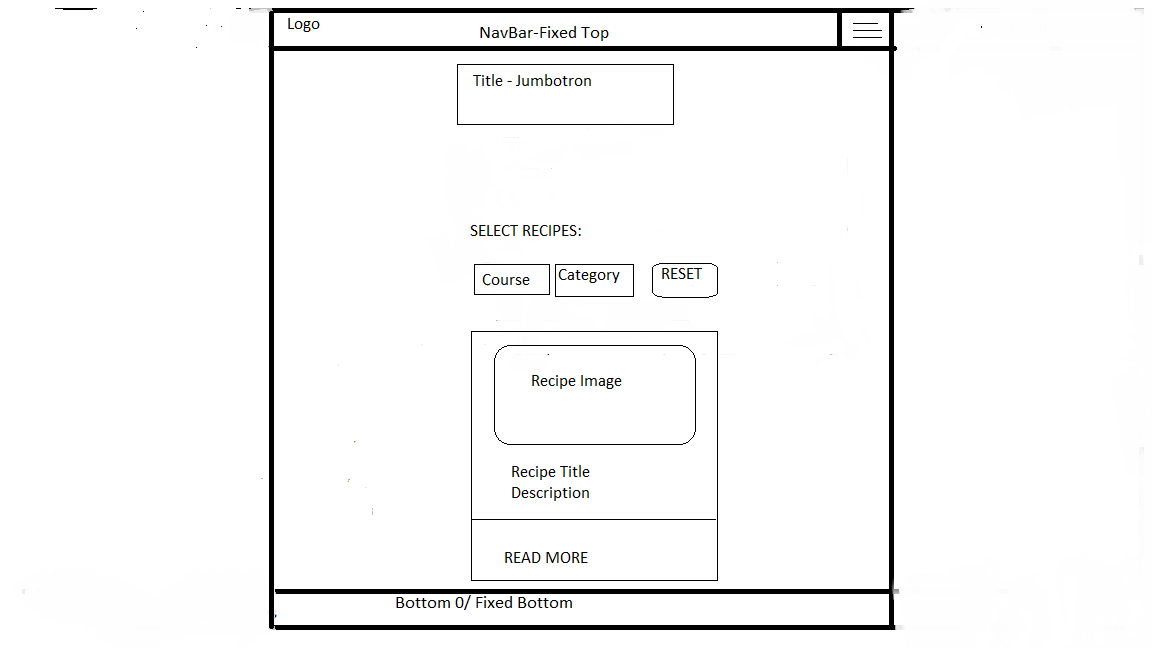 Logo
NavBar-Fixed Top
Title - Jumbotron
SELECT RECIPES:
Course
Category
RESET
Recipe Image
Recipe Title
Description
READ MORE
Bottom 0/ Fixed Bottom